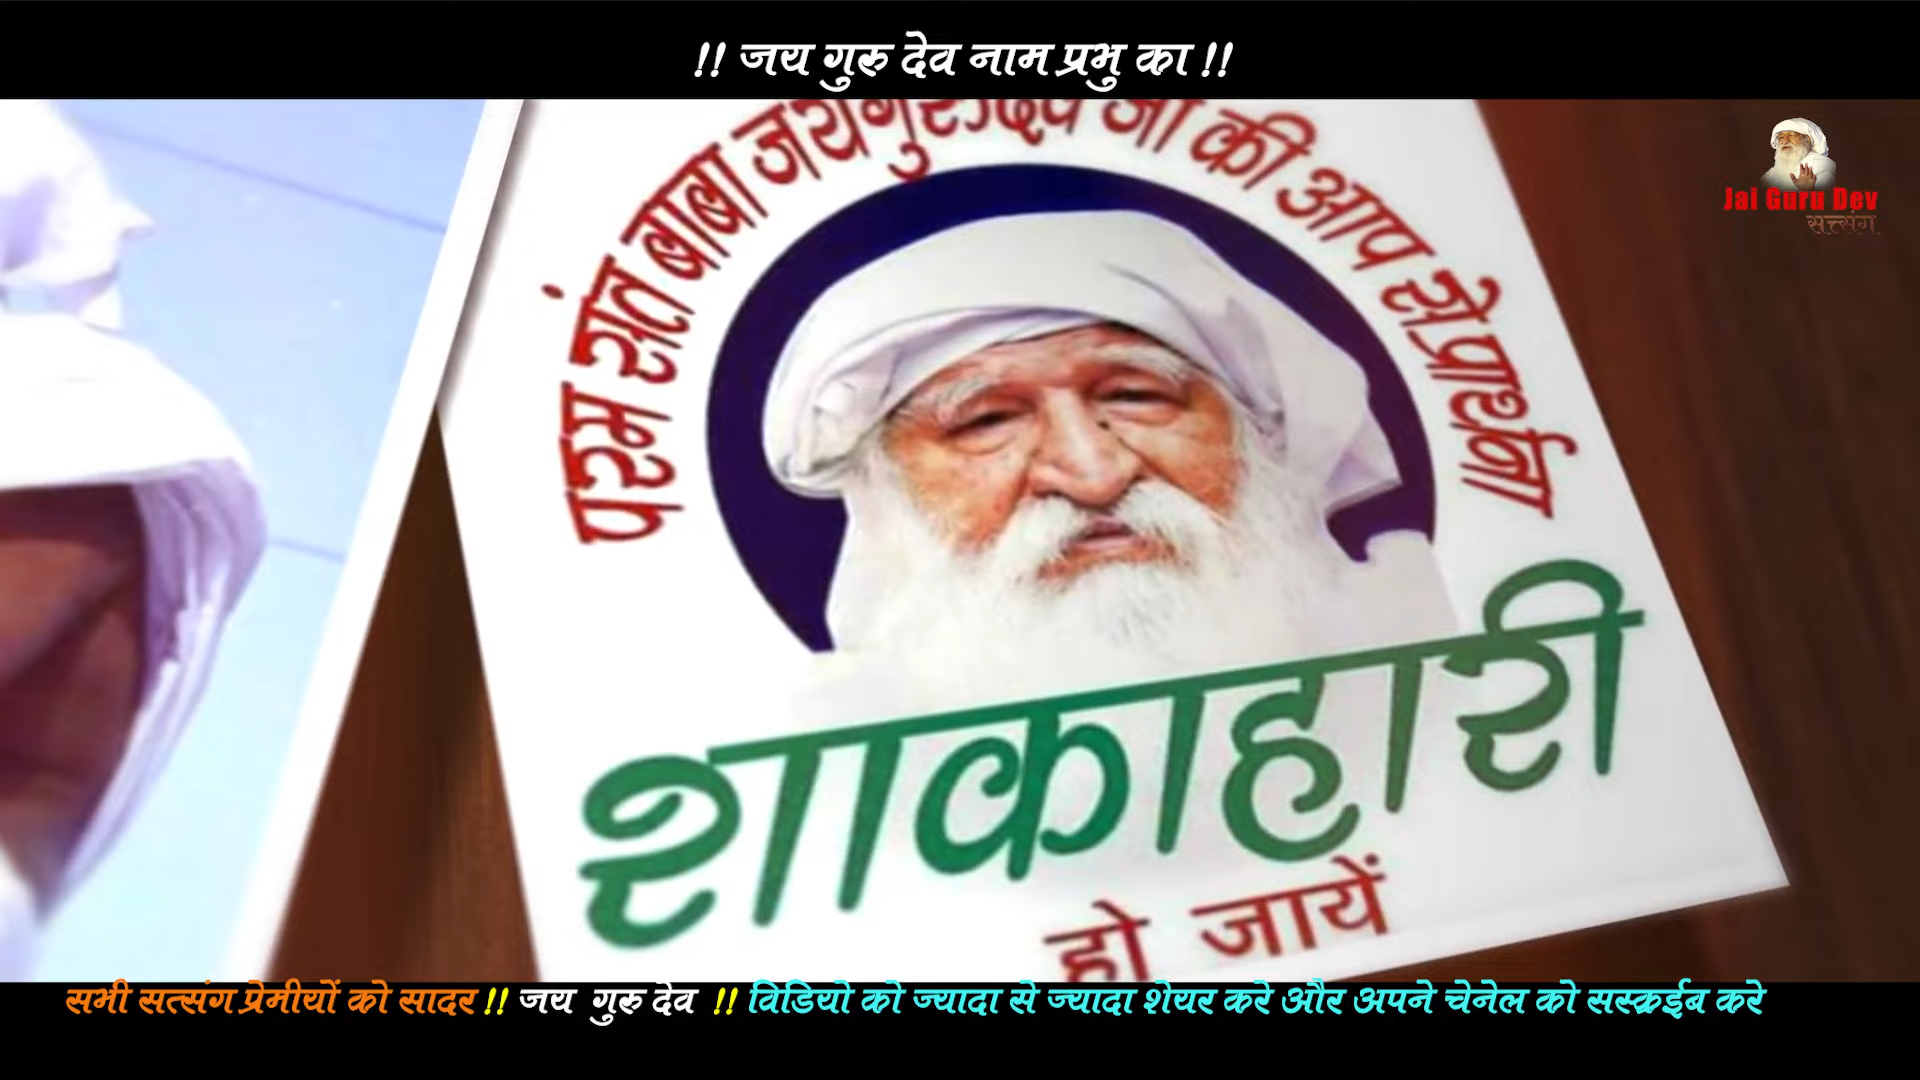 !! जय गुरु देव नाम प्रभु का !!
परम संत बाबा जयगुरुदेव जी की आप से प्रार्थना
Jai Guru Dev
सत्संग
शाकाहारी
हो जायें
सभी सत्संग प्रेमीयों को सादर !! जय गुरु देव !! विडियो को ज्यादा से ज्यादा शेयर करे और अपने चेनेल को सस्क्रईब करे